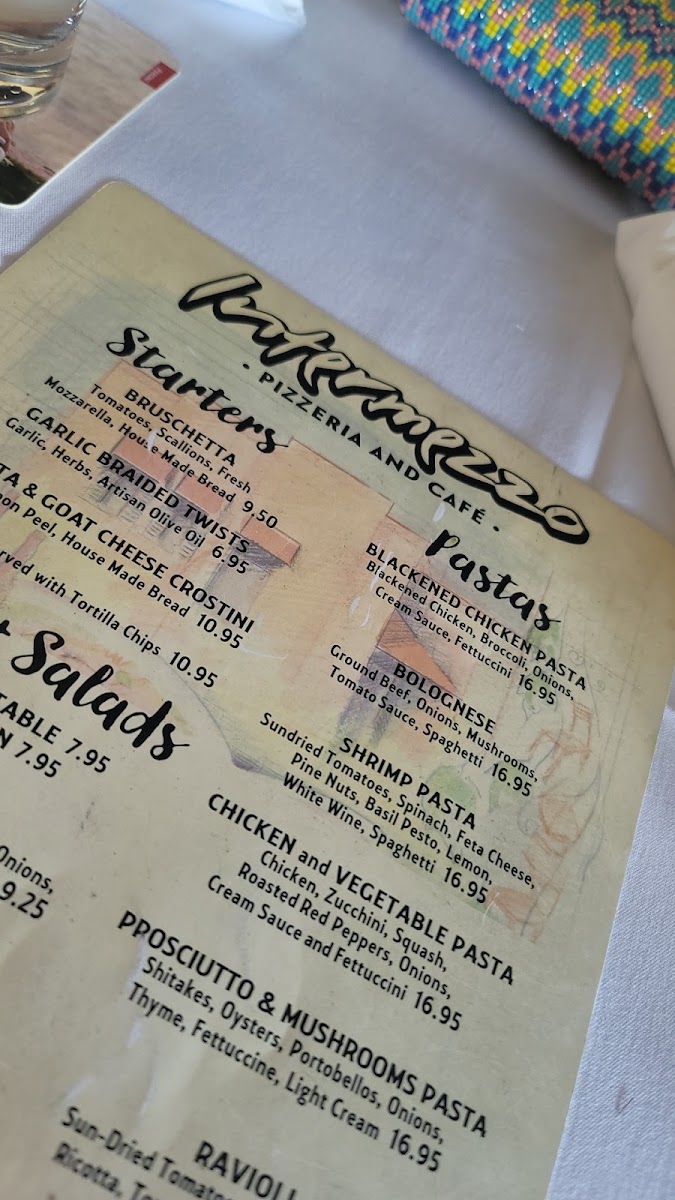 Katermezzo
· PIZZERIA AND CAFÉ ·
Starters
BRUSCHETTA
Tomatoes, Scallions, Fresh
Mozzarella, House Made Bread 9.50
GARLIC BRAIDED TWISTS
Garlic, Herbs, Artisan Olive Oil 6.95
& GOAT CHEESE CROSTINI
Peel, House Made Bread 10.95
with Tortilla Chips 10.95
Salads
7.95
7.95
Onions,
9.25
Pastas
BLACKENED CHICKEN PASTA
Blackened Chicken, Broccoli, Onions,
Cream Sauce, Fettuccini 16.95
BOLOGNESE
Ground Beef, Onions, Mushrooms,
Tomato Sauce, Spaghetti 16.95
SHRIMP PASTA
Sundried Tomatoes, Spinach, Feta Cheese,
Pine Nuts, Basil Pesto, Lemon,
White Wine, Spaghetti 16.95
CHICKEN and VEGETABLE PASTA
Chicken, Zucchini, Squash,
Roasted Red Peppers, Onions,
Cream Sauce and Fettuccini 16.95
PPOSCIUTTO & MUSHROOMS PASTA
Shitakes, Oysters, Portobellos, Onions,
Thyme, Fettuccine, Light Cream 16.95
RAVIOLI
Sun-Dried
Ricotta,